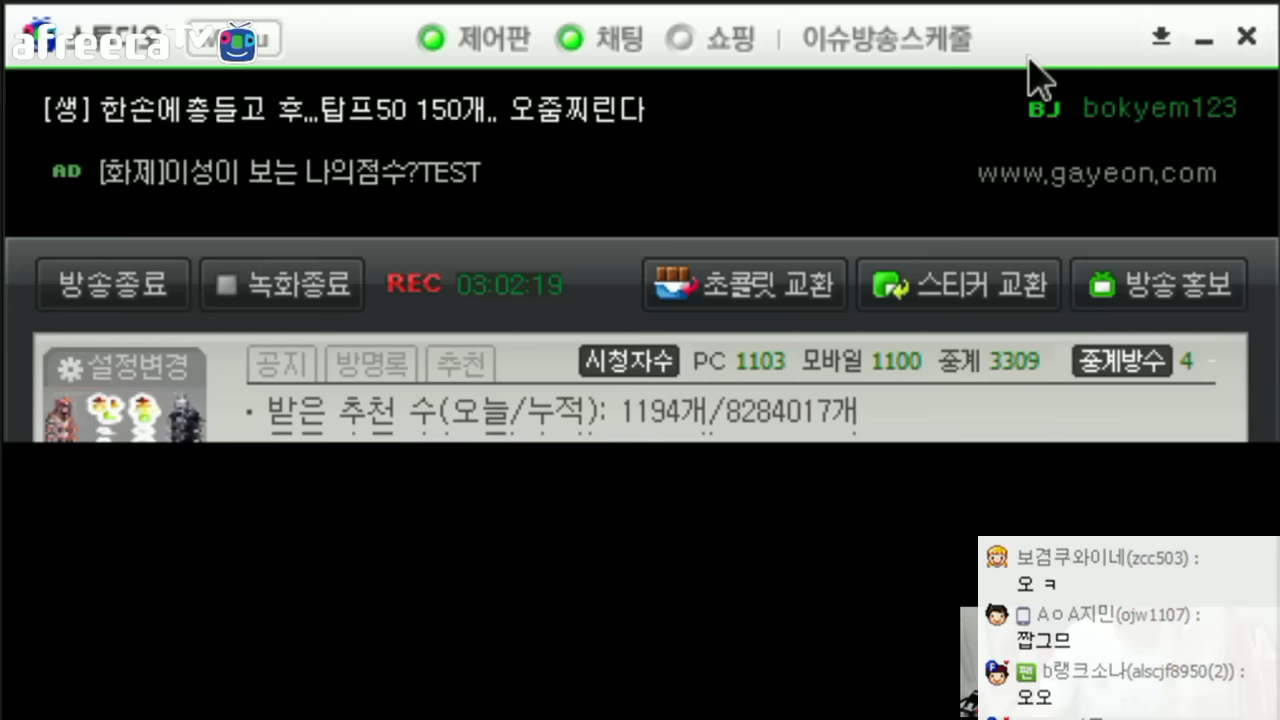 afreecaTV
제어판 채팅 쇼핑 | 이슈방송스케줄
[생] 한손에총들고 후...탑프50 150개.. 오줌찌린다
BJ bokyem123
AD [화제]이성이 보는 나의점수?TEST
www.gayeon.com
방송종료 녹화종료 REC 03:02:19 초콜릿 교환 스티커 교환 방송홍보
설정변경 공지 방명록 추천 시청자수 PC 1103 모바일 1100 중계 3309 중계방수 4
· 받은 추천 수(오늘/누적): 1194개/8284017개
보겸쿠와이네(zcc503) :
오 ㅋ
AㅇA지민(ojw1107) :
짭그므
팬 b랭크소나(alscjf8950(2)) :
오오